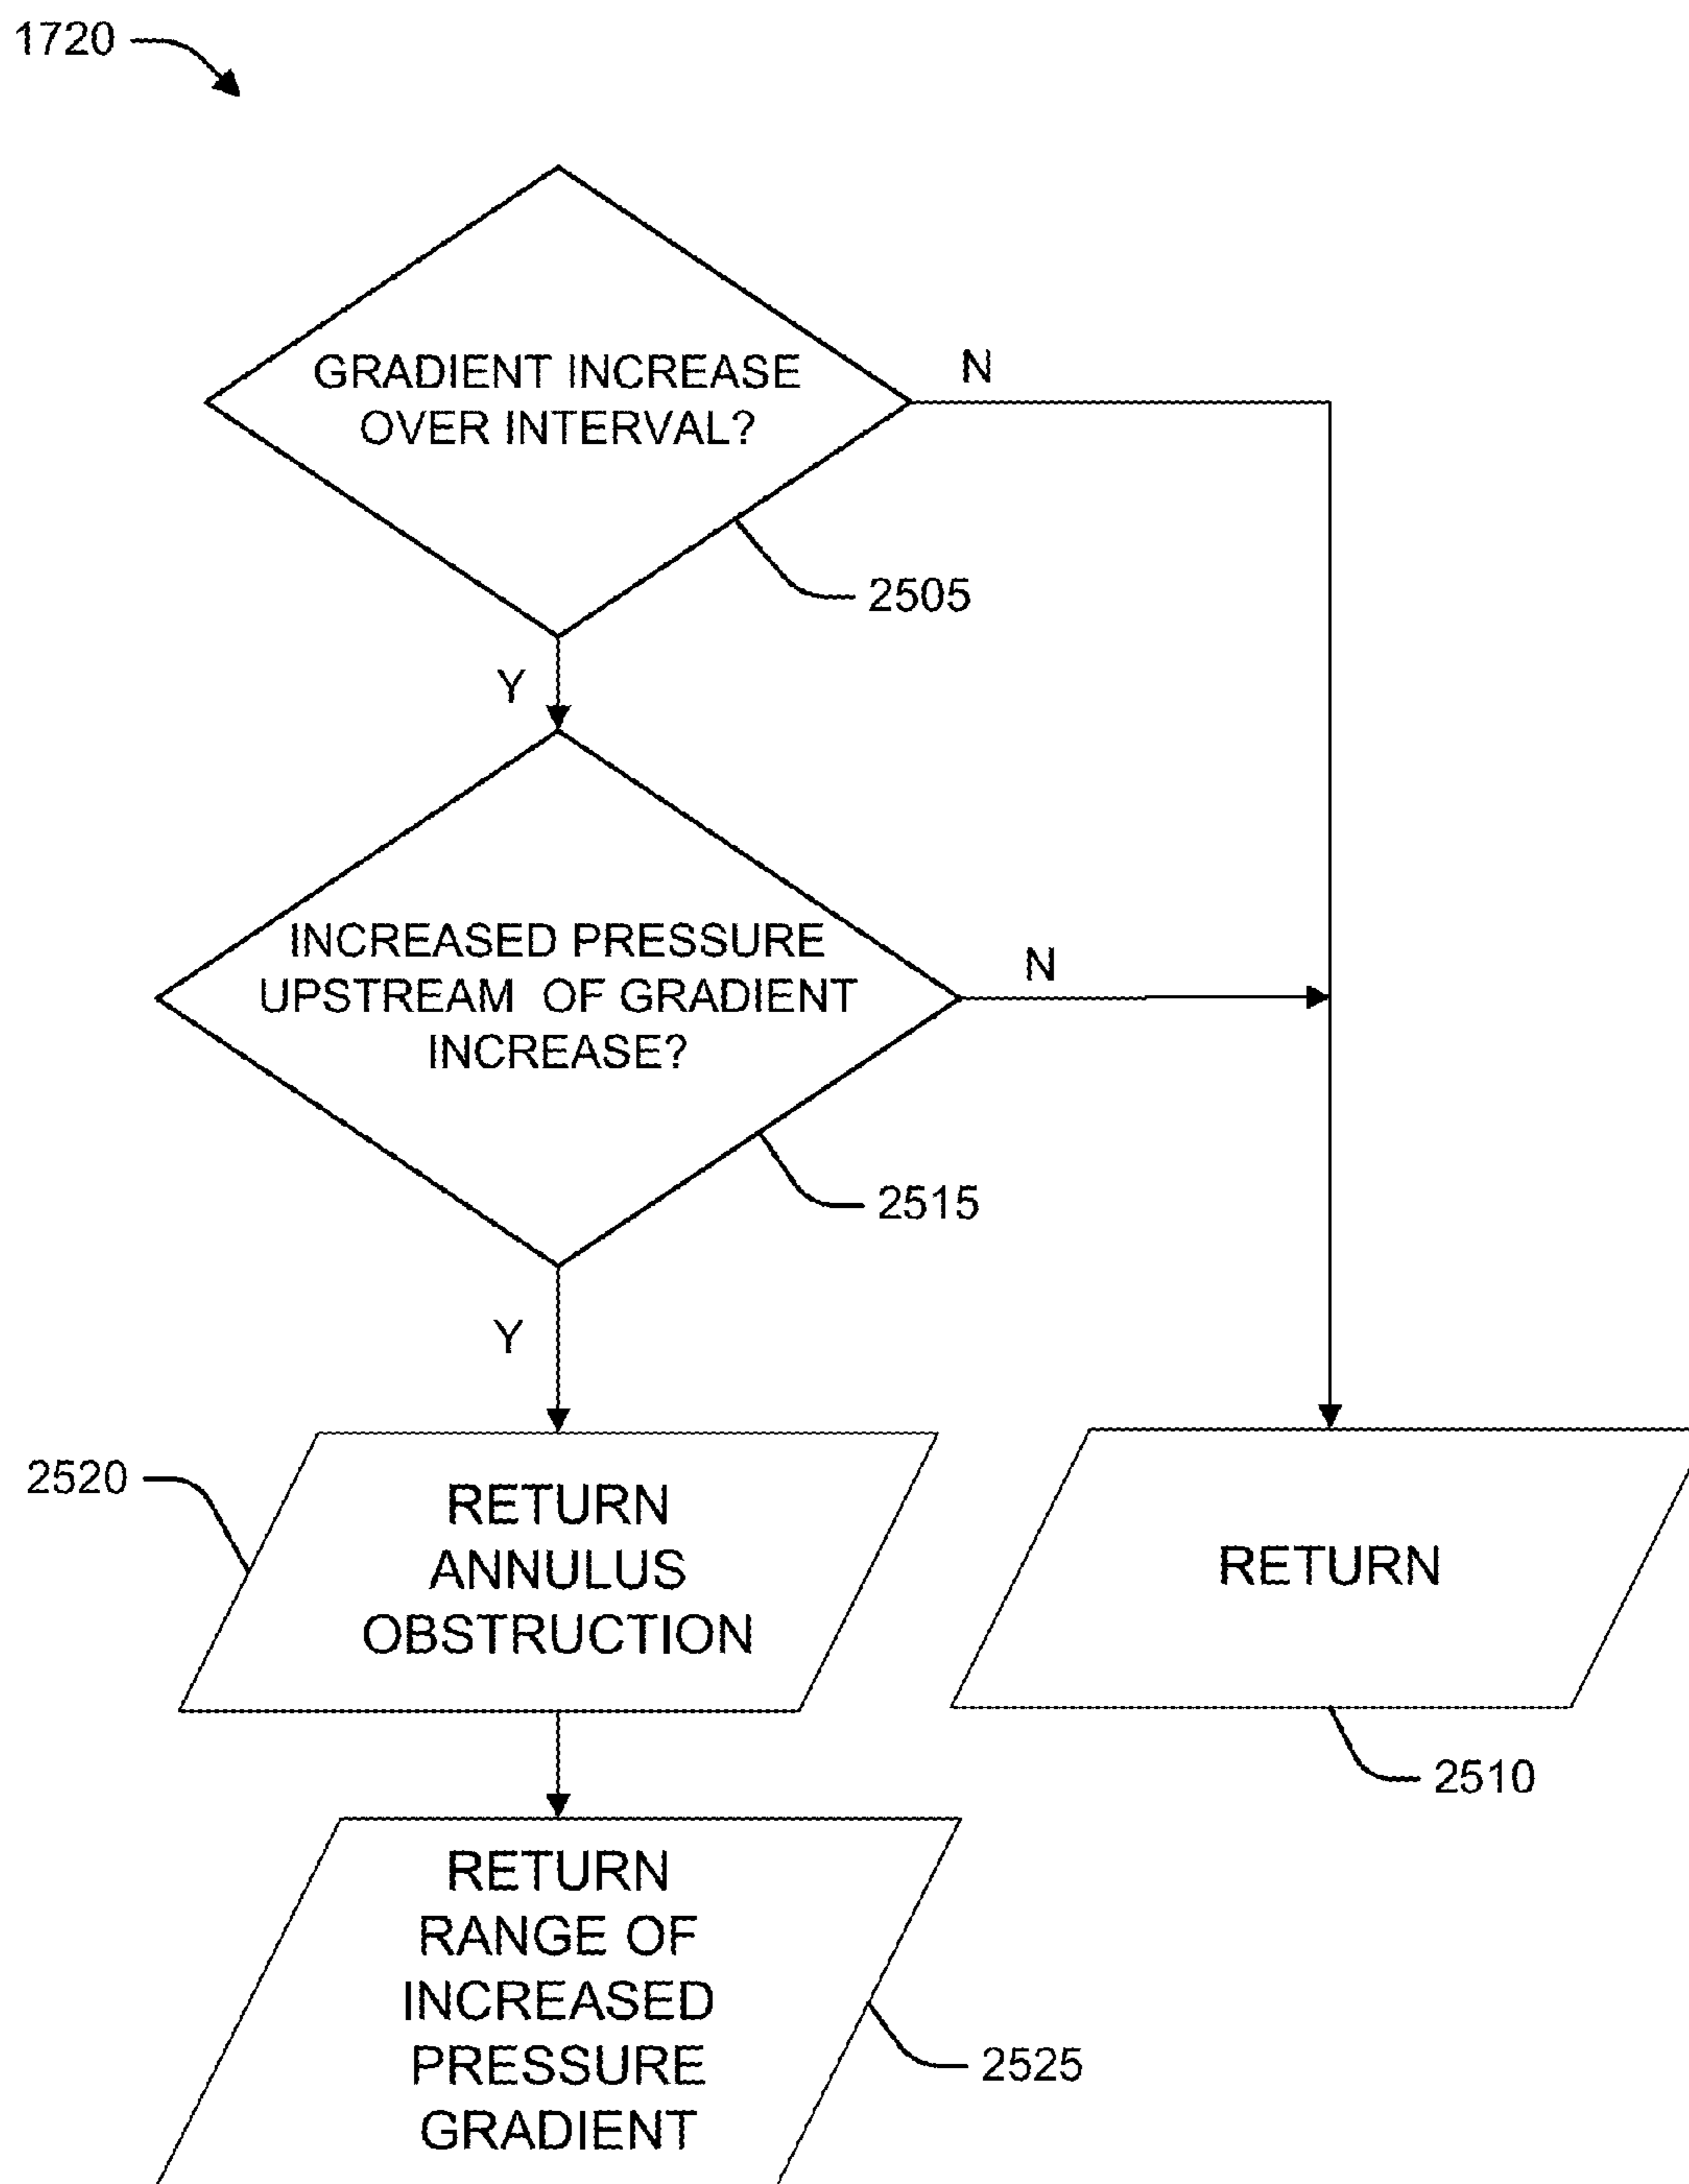 1720
GRADIENT INCREASE
OVER INTERVAL?
N
2505
Y
INCREASED PRESSURE
UPSTREAM OF GRADIENT
INCREASE?
N
2515
Y
2520
RETURN
ANNULUS
OBSTRUCTION
RETURN
2510
RETURN
RANGE OF
INCREASED
PRESSURE
GRADIENT
2525